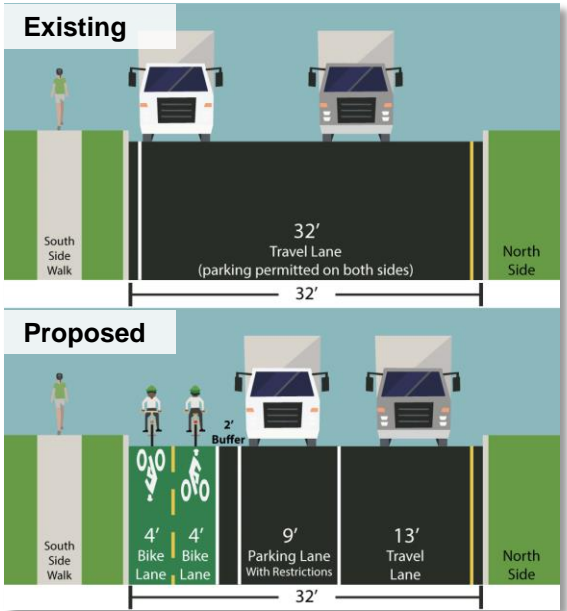 Existing
32’
Travel Lane
(parking permitted on both sides)
South
Side
Walk
North
Side
32’
Proposed
2’
Buffer
4’
Bike
Lane
4’
Bike
Lane
9’
Parking Lane
With Restrictions
13’
Travel
Lane
South
Side
Walk
North
Side
32’